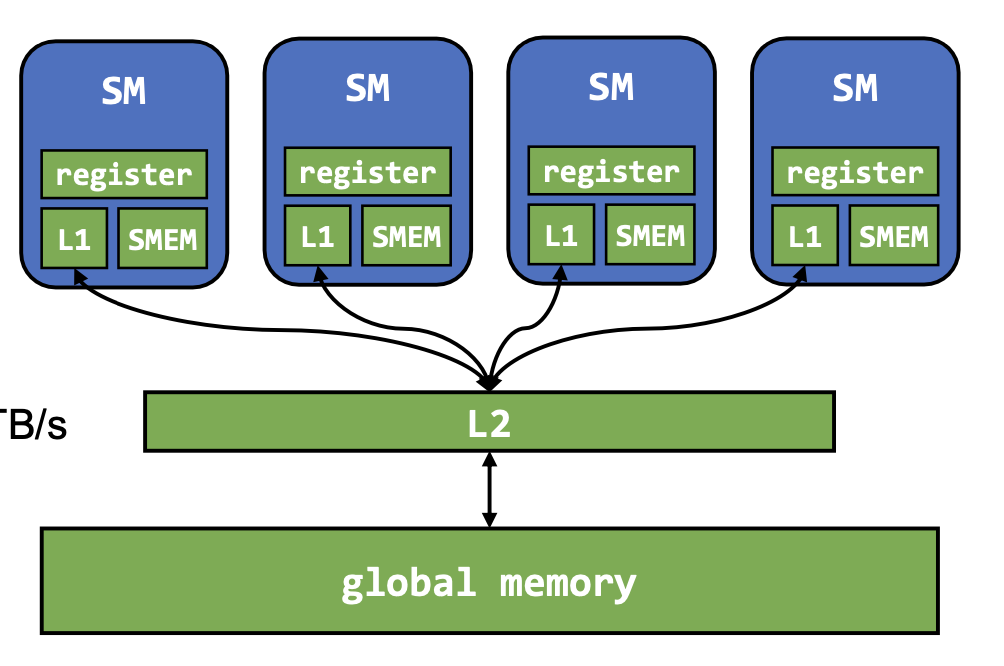 SM SM SM SM
register register register register
L1 SMEM L1 SMEM L1 SMEM L1 SMEM
TB/s
L2
global memory